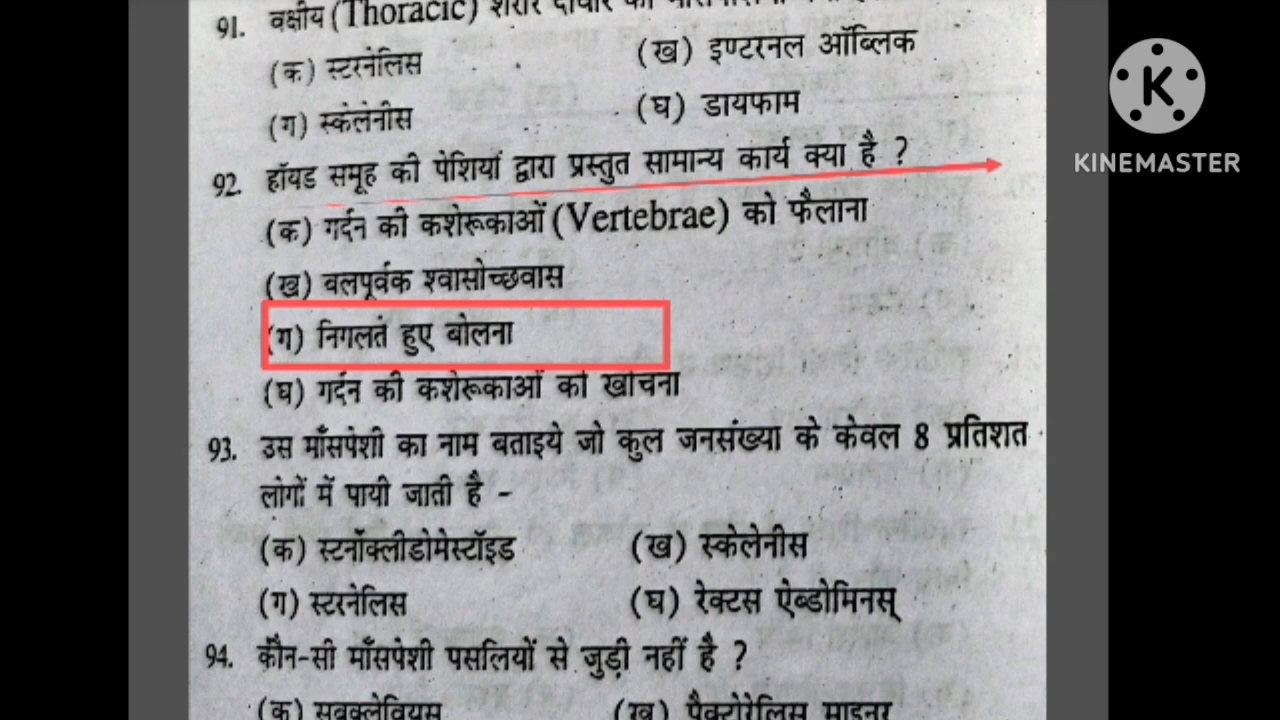 91. वक्षीय (Thoracic) शरीर दीवार की
(क) स्टरनेलिस (ख) इण्टरनल ऑब्लिक
(ग) स्केलेनीस (घ) डायफाम
92. हॉयड समूह की पेशियां द्वारा प्रस्तुत सामान्य कार्य क्या है ?
(क) गर्दन की कशेरूकाओं (Vertebrae) को फैलाना
(ख) बलपूर्वक श्वासोच्छवास
(ग) निगलते हुए बोलना
(घ) गर्दन की कशेरूकाओं को खींचना
93. उस माँसपेशी का नाम बताइये जो कुल जनसंख्या के केवल 8 प्रतिशत
लोगों में पायी जाती है -
(क) स्टर्नोक्लीडोमेस्टॉइड (ख) स्केलेनीस
(ग) स्टरनेलिस (घ) रेक्टस ऐब्डोमिनस्
94. कौन-सी माँसपेशी पसलियों से जुड़ी नहीं है ?
(क) सबक्लेवियस (ख) पैक्टोरेलिस माइनर
K
KINEMASTER